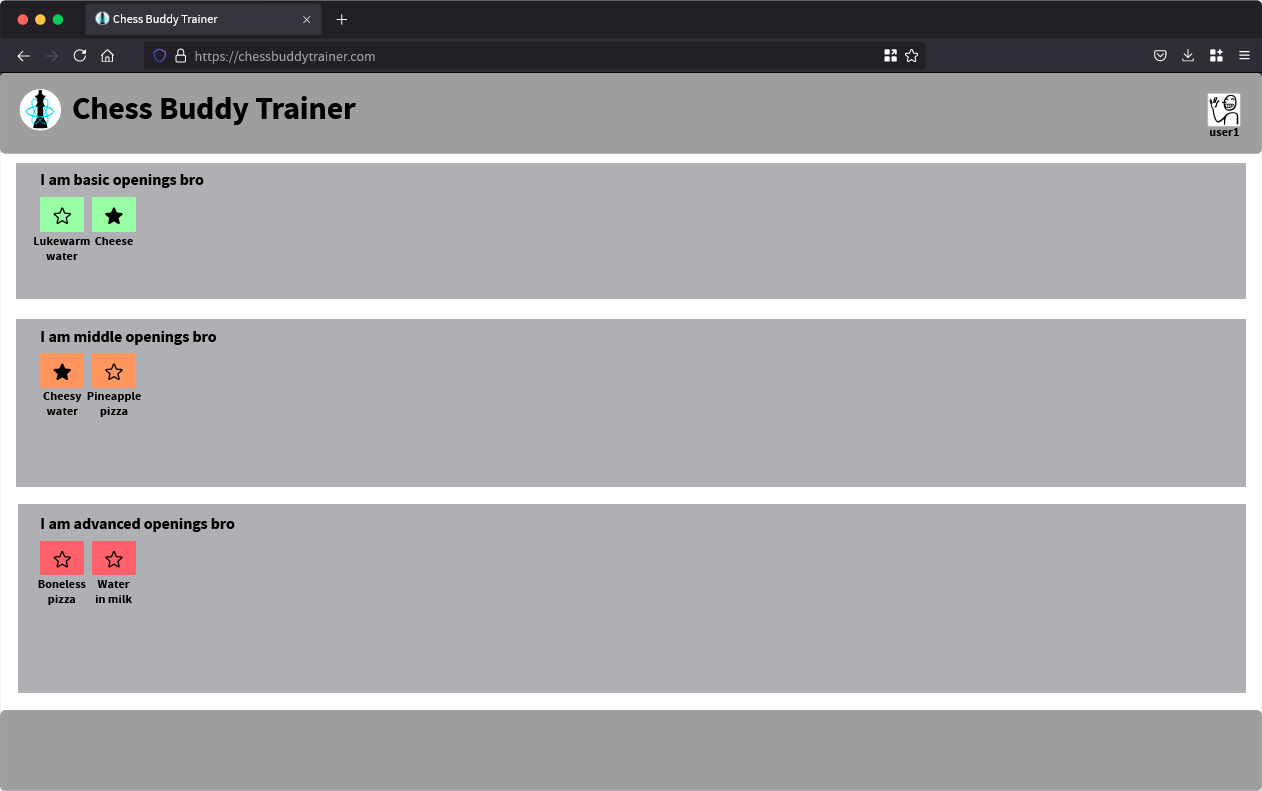 Chess Buddy Trainer
https://chessbuddytrainer.com
Chess Buddy Trainer
user1
I am basic openings bro
Lukewarm water
Cheese
I am middle openings bro
Cheesy water
Pineapple pizza
I am advanced openings bro
Boneless pizza
Water in milk